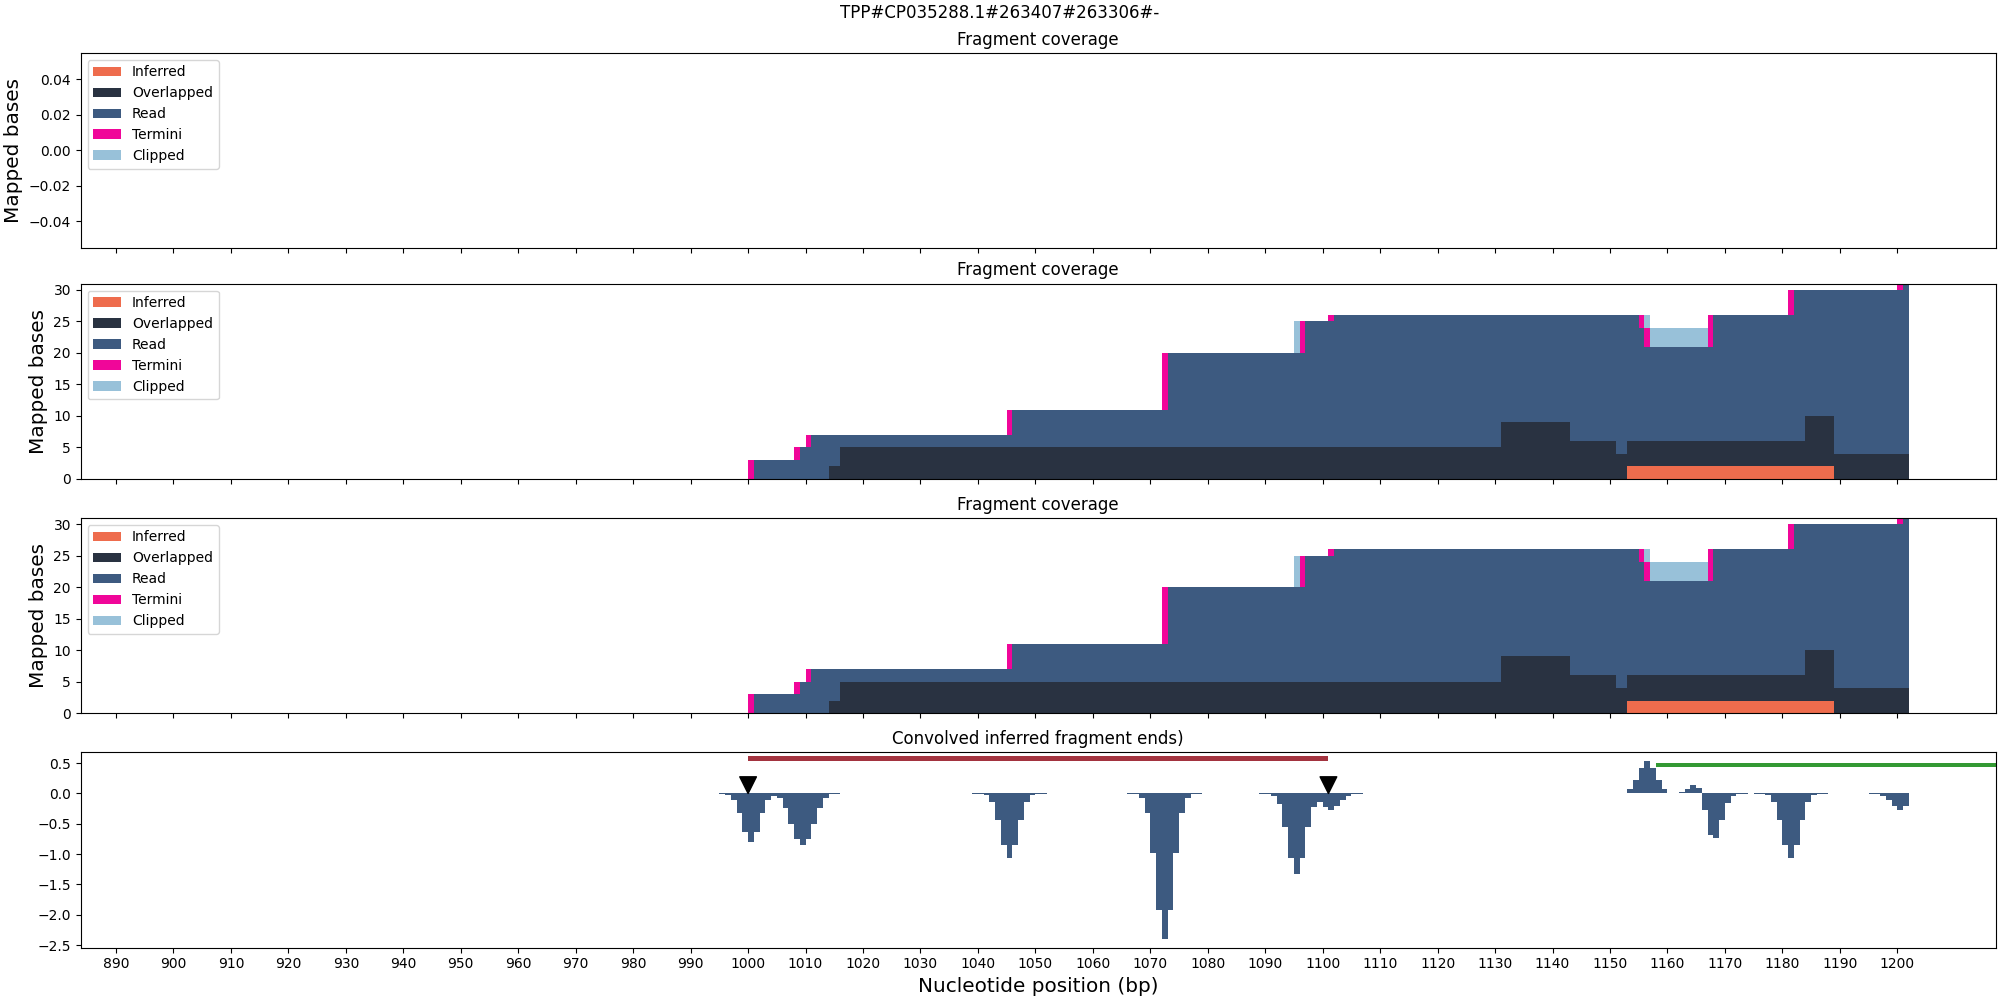 TPP#CP035288.1#263407#263306#-
Fragment coverage
Mapped bases
0.04
0.02
0.00
−0.02
−0.04
Inferred
Overlapped
Read
Termini
Clipped
Fragment coverage
Mapped bases
30
25
20
15
10
5
0
Inferred
Overlapped
Read
Termini
Clipped
Fragment coverage
Mapped bases
30
25
20
15
10
5
0
Inferred
Overlapped
Read
Termini
Clipped
Convolved inferred fragment ends)
0.5
0.0
−0.5
−1.0
−1.5
−2.0
−2.5
890 900 910 920 930 940 950 960 970 980 990 1000 1010 1020 1030 1040 1050 1060 1070 1080 1090 1100 1110 1120 1130 1140 1150 1160 1170 1180 1190 1200
Nucleotide position (bp)